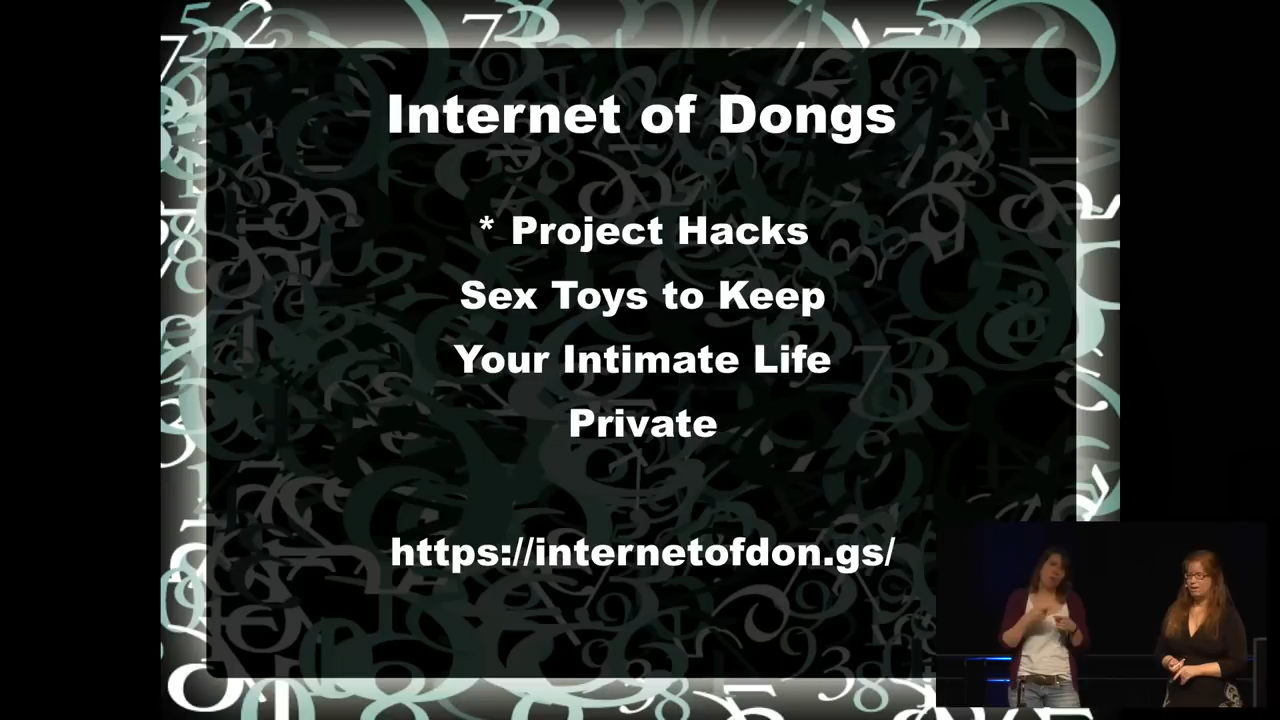 Internet of Dongs
* Project Hacks
Sex Toys to Keep
Your Intimate Life
Private
https://internetofdon.gs/